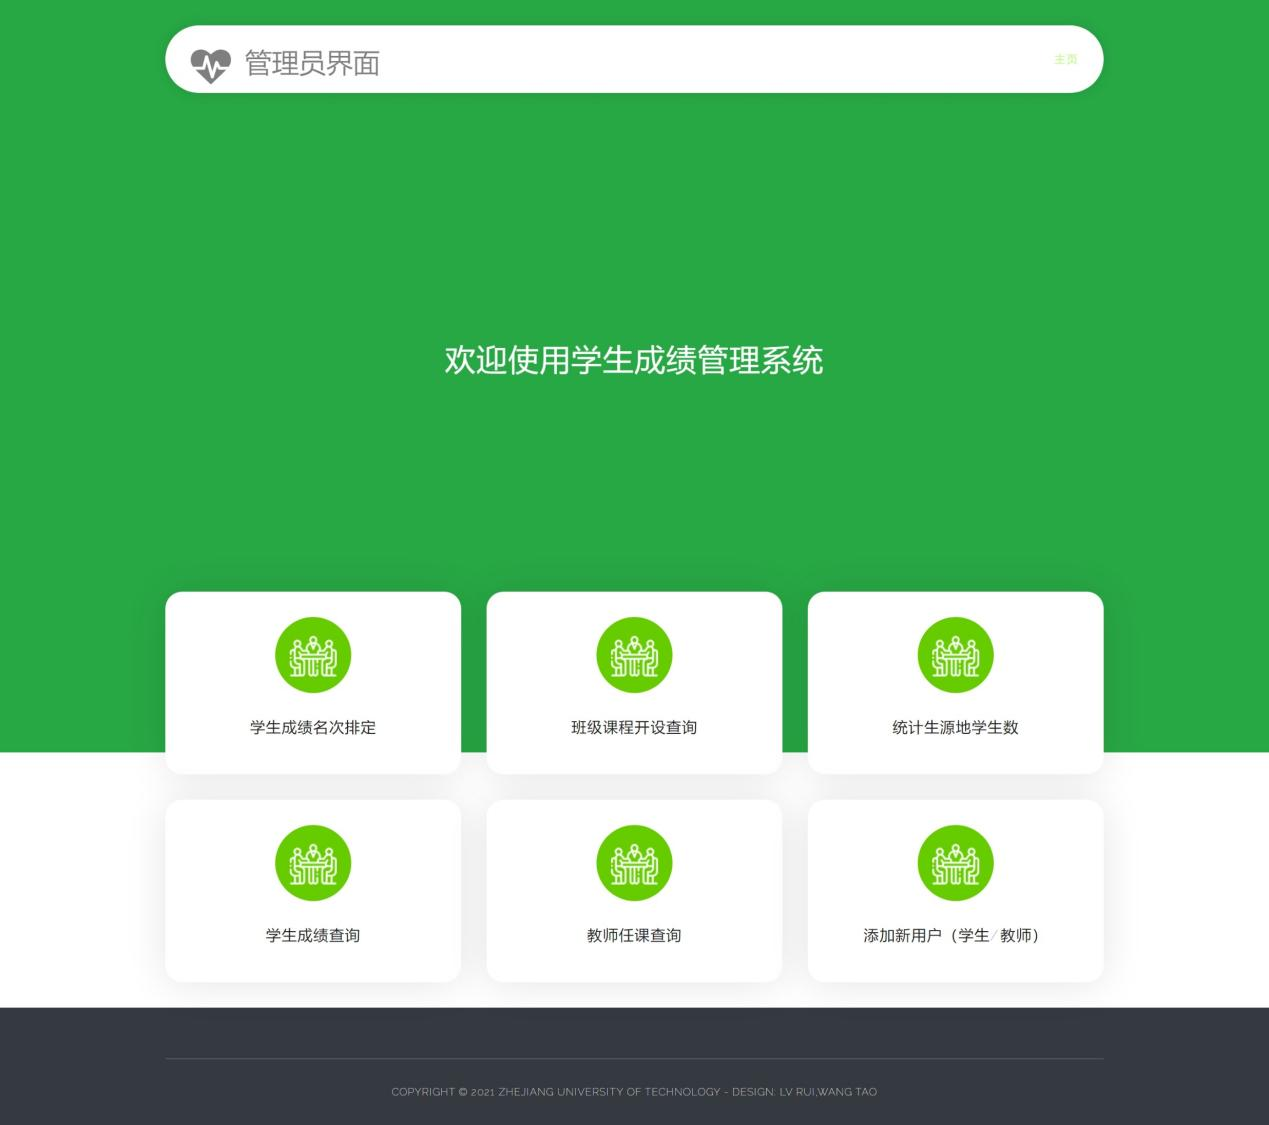 管理员界面
主页
欢迎使用学生成绩管理系统
学生成绩名次排定
班级课程开设查询
统计生源地学生数
学生成绩查询
教师任课查询
添加新用户（学生/教师）
COPYRIGHT © 2021 ZHEJIANG UNIVERSITY OF TECHNOLOGY - DESIGN: LV RUI,WANG TAO